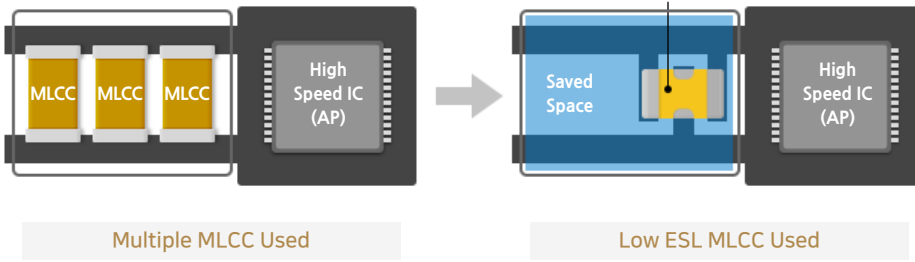 MLCC MLCC MLCC
High
Speed IC
(AP)
Saved
Space
High
Speed IC
(AP)
Multiple MLCC Used
Low ESL MLCC Used